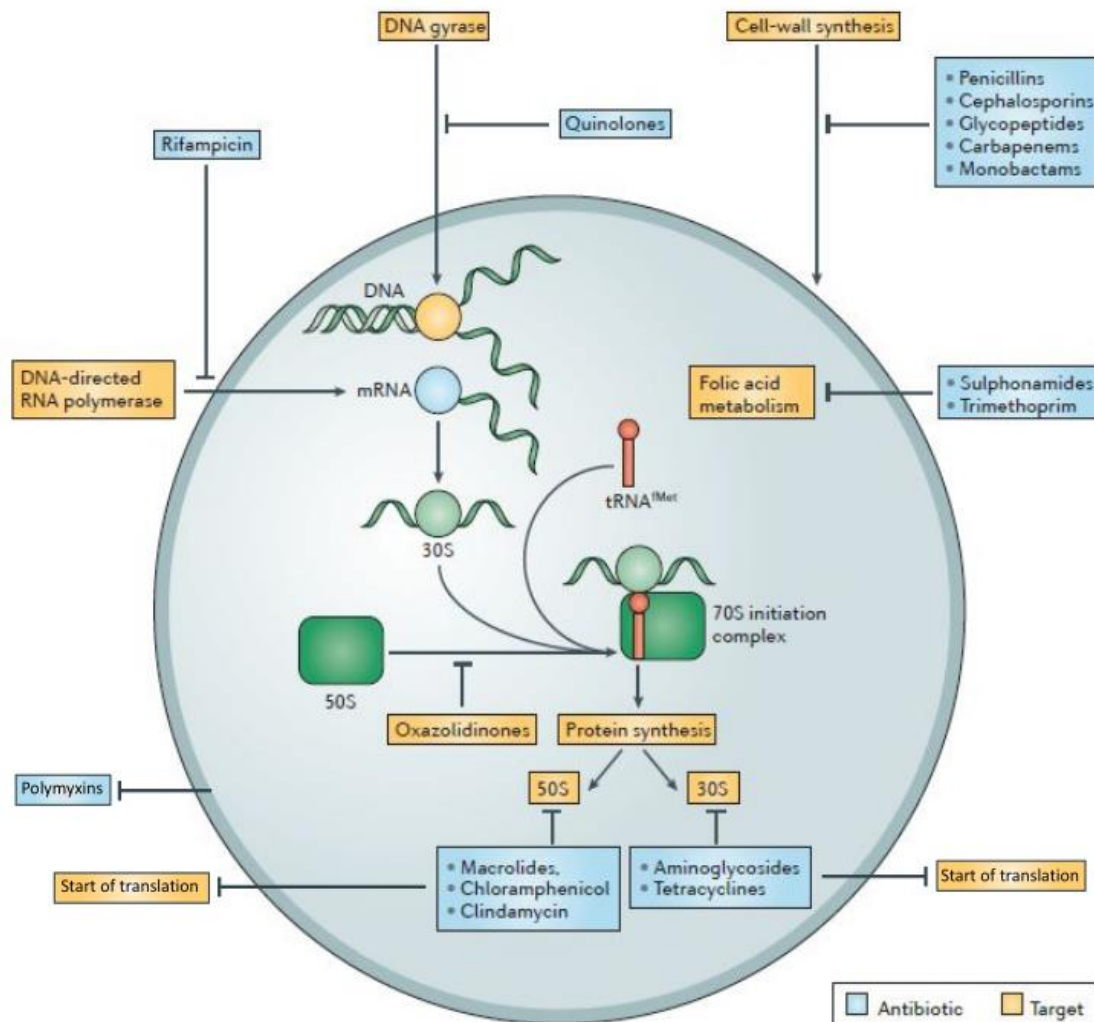 DNA gyrase
Cell-wall synthesis
• Penicillins
• Cephalosporins
• Glycopeptides
• Carbapenems
• Monobactams
Quinolones
Rifampicin
DNA
DNA-directed
RNA polymerase
mRNA
Folic acid
metabolism
• Sulphonamides
• Trimethoprim
tRNAfMet
30S
70S initiation
complex
50S
Oxazolidinones
Protein synthesis
Polymyxins
50S
30S
• Macrolides,
• Chloramphenicol
• Clindamycin
• Aminoglycosides
• Tetracyclines
Start of translation
Start of translation
Antibiotic
Target